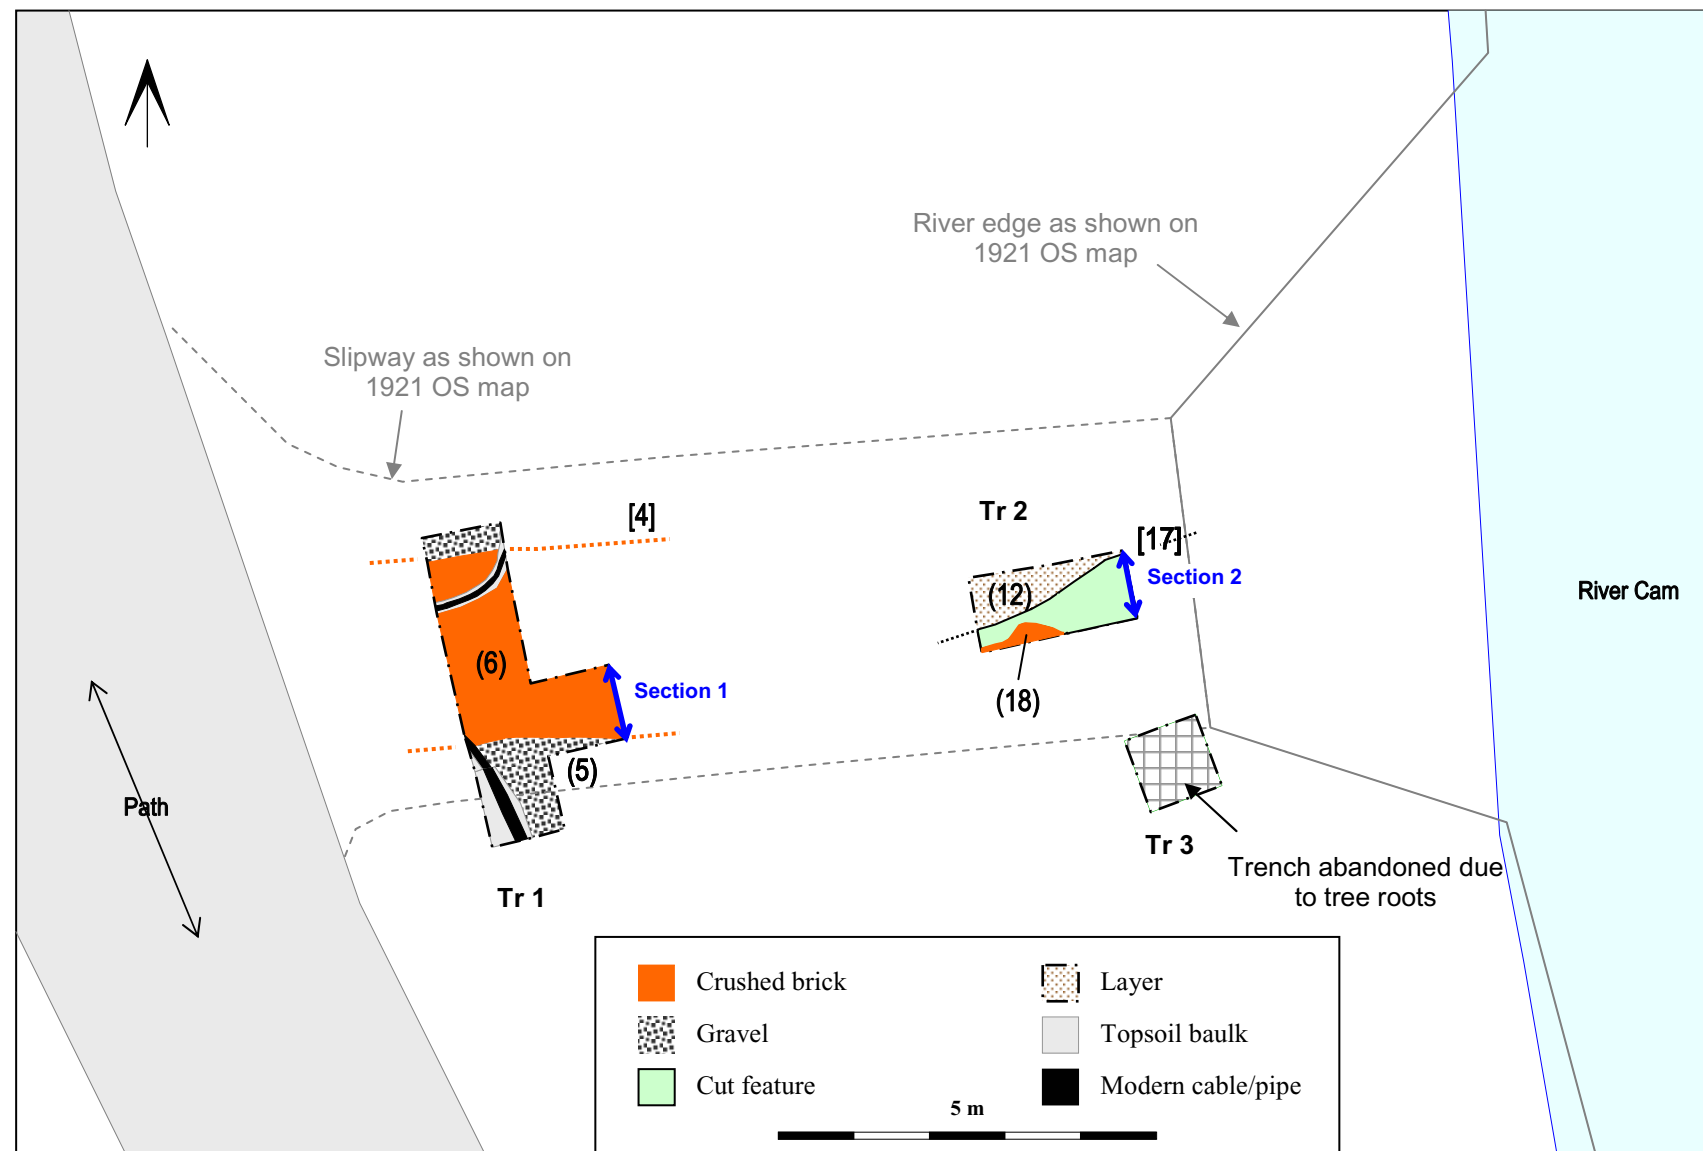 River edge as shown on
1921 OS map
Slipway as shown on
1921 OS map
[4]
Tr 2
[17]
Section 2
(12)
River Cam
(6)
Section 1
(18)
(5)
Path
Tr 3
Trench abandoned due
to tree roots
Tr 1
Crushed brick
Layer
Gravel
Topsoil baulk
Cut feature
Modern cable/pipe
5 m